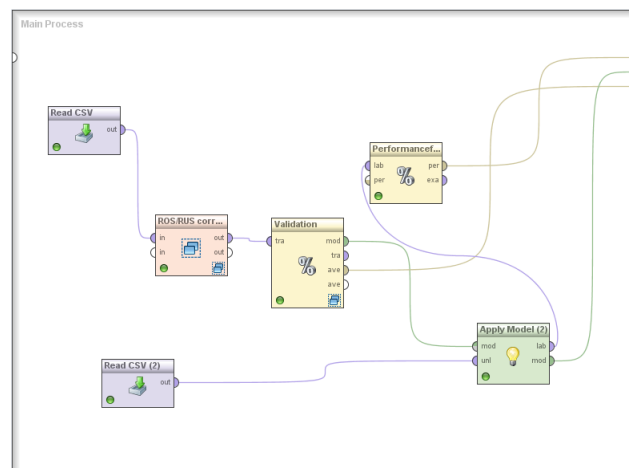 Main Process
Read CSV
out
Performancef...
lab per
per exa
ROS/RUS corr...
in out
in out
Validation
tra mod
tra
ave
ave
Apply Model (2)
mod lab
unl mod
Read CSV (2)
out